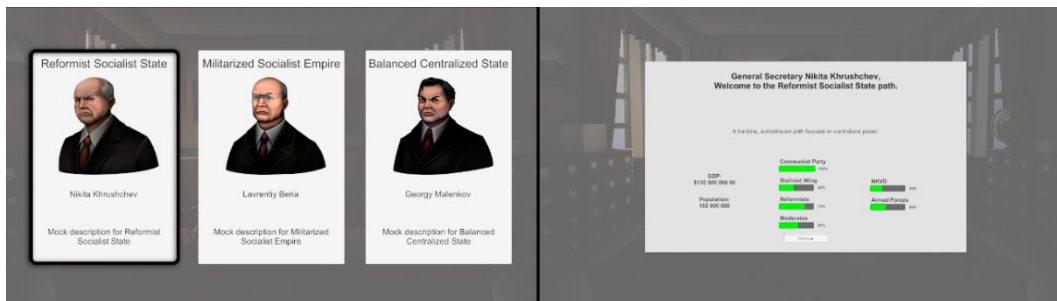 Reformist Socialist State
Militarized Socialist Empire
Balanced Centralized State
Nikita Khrushchev
Lavrentiy Beria
Georgy Malenkov
Mock description for Reformist
Socialist State
Mock description for Militarized
Socialist Empire
Mock description for Balanced
Centralized State
General Secretary Nikita Khrushchev,
Welcome to the Reformist Socialist State path.
A hardline, authoritarian path focused on centralized power.
GDP:
Population:
Communist Party
100%
Stalinist Wing
Reformists
Moderates
NKVD
Armed Forces
Continue